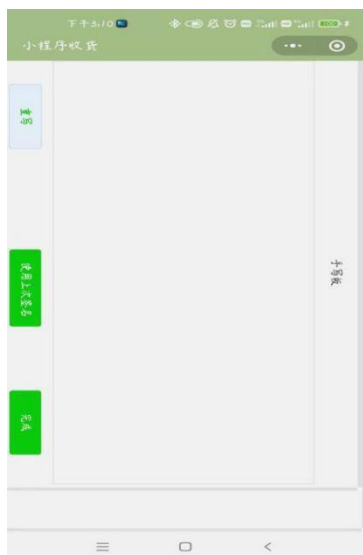 下午5:10
小程序收货
重写
使用上次签名
完成
手写板